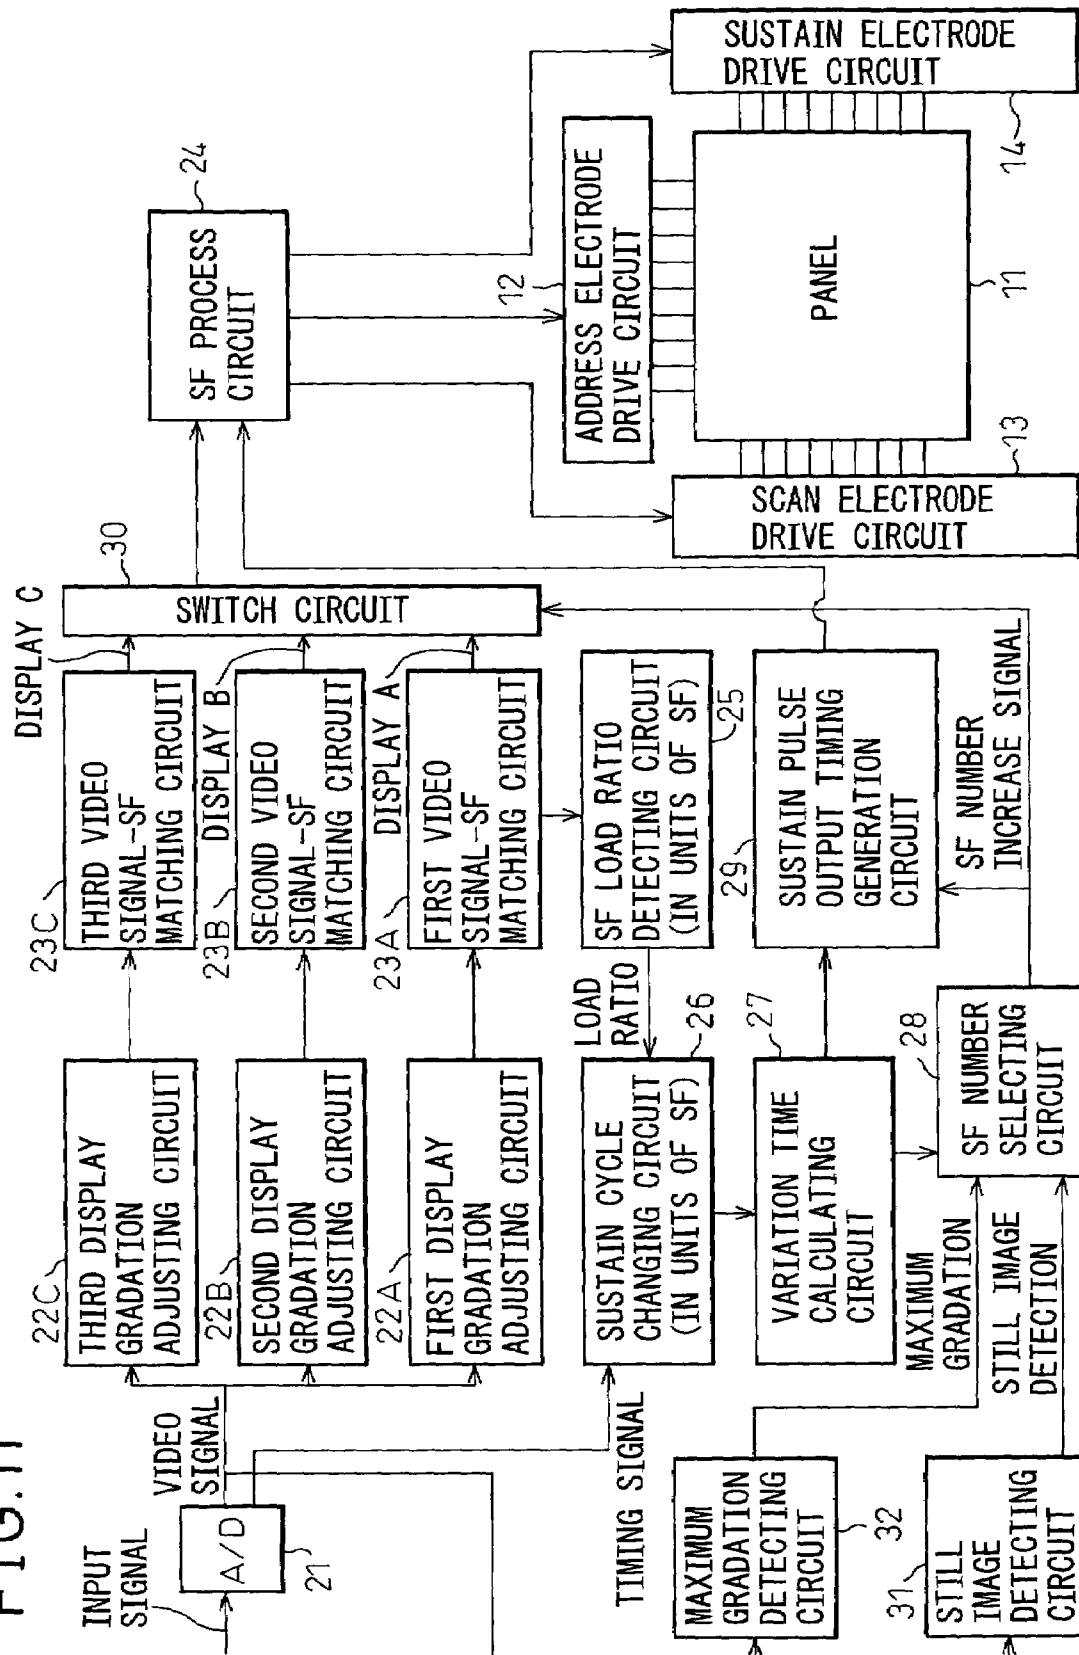 FIG.11
INPUT
SIGNAL
A/D
21
VIDEO
SIGNAL
TIMING SIGNAL
22C
THIRD DISPLAY
GRADATION
ADJUSTING CIRCUIT
22B
SECOND DISPLAY
GRADATION
ADJUSTING CIRCUIT
22A
FIRST DISPLAY
GRADATION
ADJUSTING CIRCUIT
23C
THIRD VIDEO
SIGNAL-SF
MATCHING CIRCUIT
23B
SECOND VIDEO
SIGNAL-SF
MATCHING CIRCUIT
23A
FIRST VIDEO
SIGNAL-SF
MATCHING CIRCUIT
DISPLAY C
DISPLAY B
DISPLAY A
30
SWITCH CIRCUIT
24
SF PROCESS
CIRCUIT
SUSTAIN CYCLE
CHANGING CIRCUIT
(IN UNITS OF SF)
26
LOAD
RATIO
SF LOAD RATIO
DETECTING CIRCUIT
(IN UNITS OF SF)
25
VARIATION TIME
CALCULATING
CIRCUIT
27
29
SUSTAIN PULSE
OUTPUT TIMING
GENERATION
CIRCUIT
MAXIMUM
GRADATION
DETECTING
CIRCUIT
32
MAXIMUM
GRADATION
31
STILL
IMAGE
DETECTING
CIRCUIT
STILL IMAGE
DETECTION
28
SF NUMBER
SELECTING
CIRCUIT
SF NUMBER
INCREASE SIGNAL
12
ADDRESS ELECTRODE
DRIVE CIRCUIT
SCAN ELECTRODE
DRIVE CIRCUIT
13
PANEL
11
SUSTAIN ELECTRODE
DRIVE CIRCUIT
14